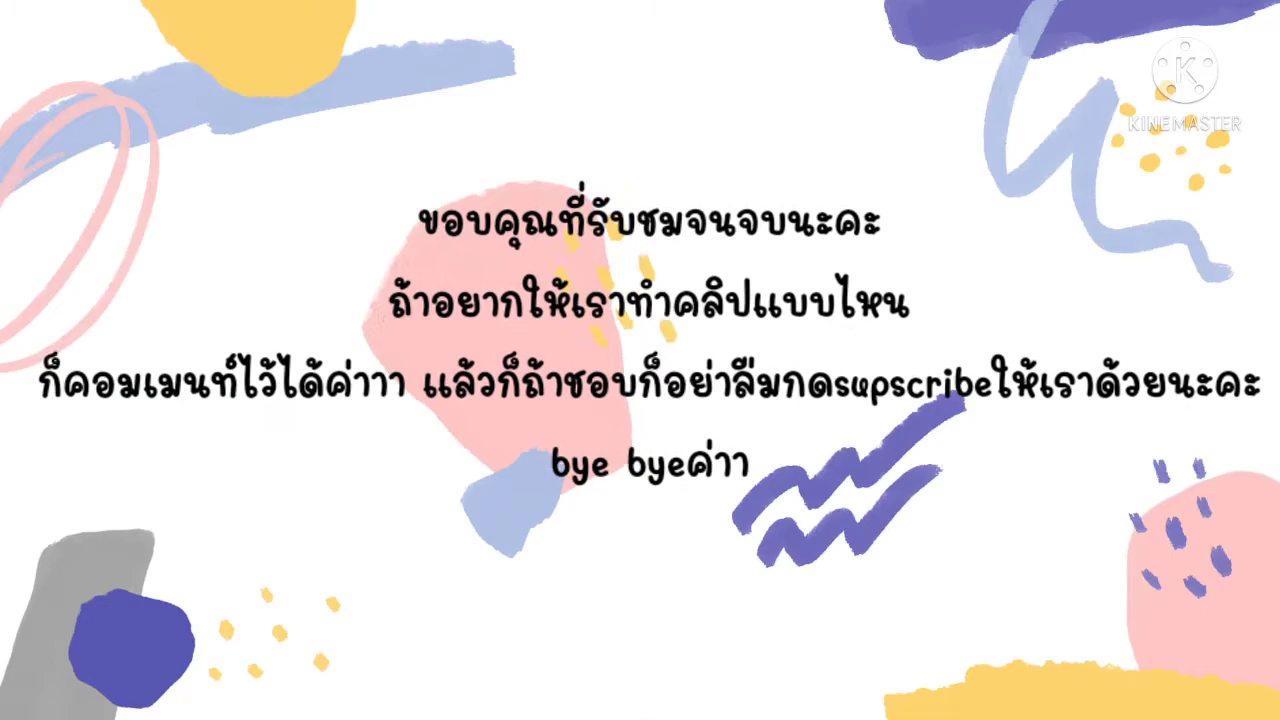 KINEMASTER
ขอบคุณที่รับชมจนจบนะคะ
ถ้าอยากให้เราทำคลิปแบบไหน
ก็คอมเมนท์ไว้ได้ค่าาา แล้วก็ถ้าชอบก็อย่าลืมกดsupscribeให้เราด้วยนะคะ
bye byeค่าา